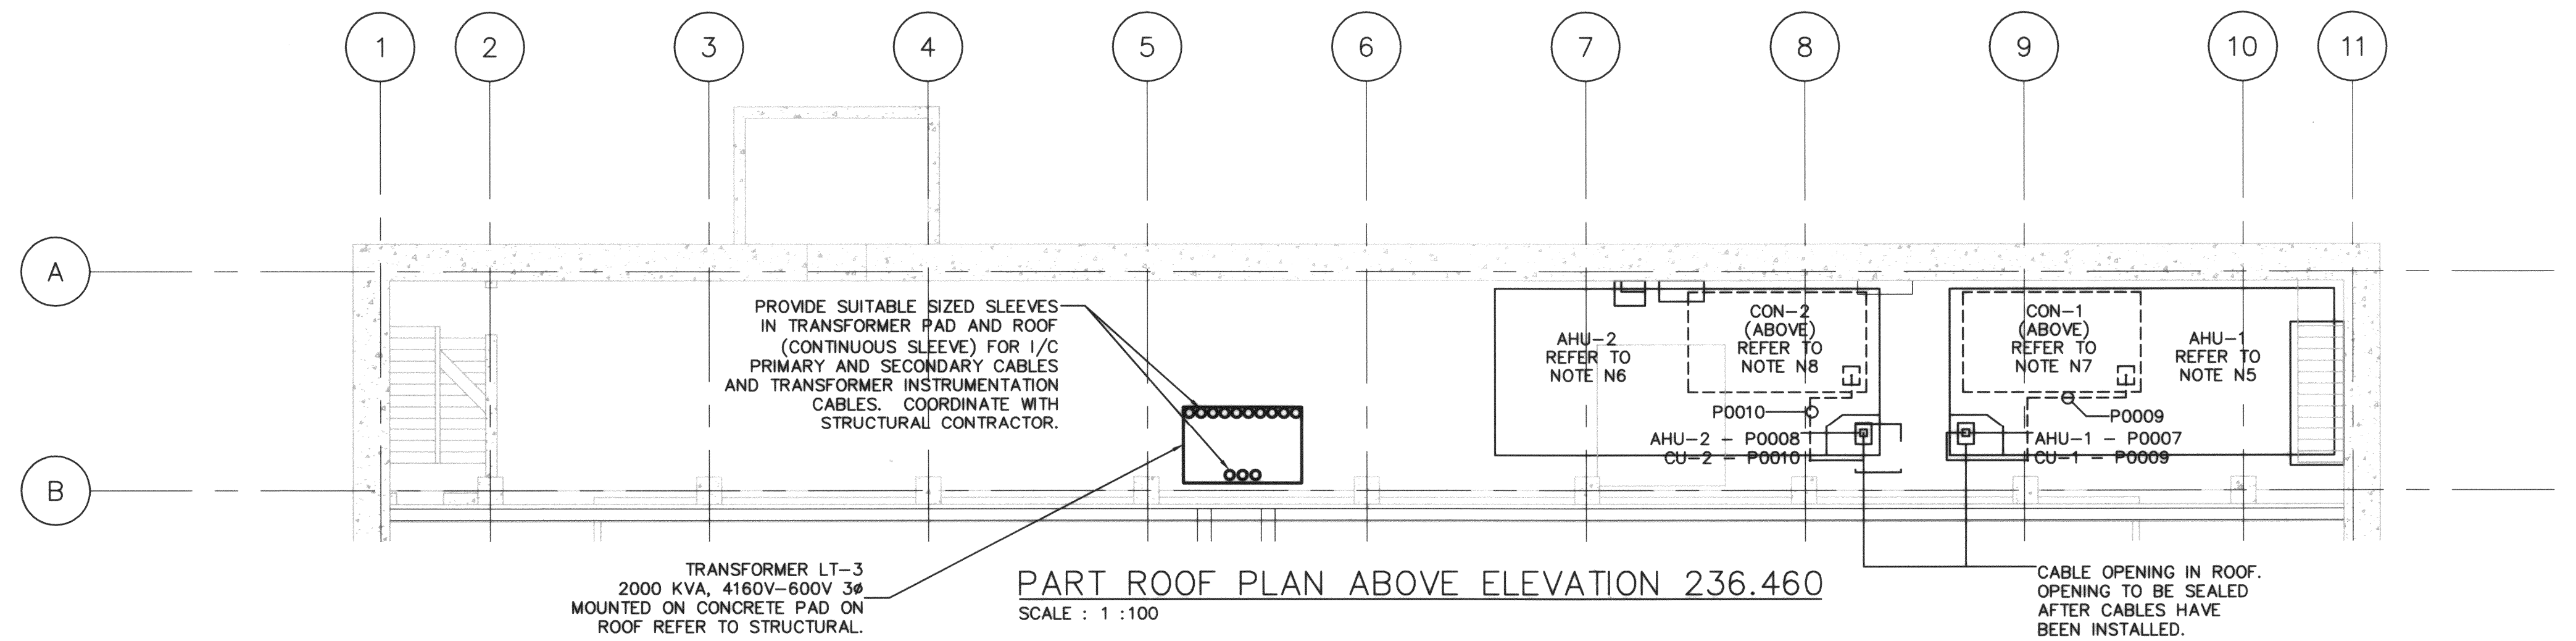 1
2
3
4
5
6
7
8
9
10
11
A
B
PROVIDE SUITABLE SIZED SLEEVES
IN TRANSFORMER PAD AND ROOF
(CONTINUOUS SLEEVE) FOR I/C
PRIMARY AND SECONDARY CABLES
AND TRANSFORMER INSTRUMENTATION
CABLES. COORDINATE WITH
STRUCTURAL CONTRACTOR.
AHU-2
REFER TO
NOTE N6
CON-2
(ABOVE)
REFER TO
NOTE N8
CON-1
(ABOVE)
REFER TO
NOTE N7
AHU-1
REFER TO
NOTE N5
P0010
P0009
AHU-2 - P0008
CU-2 - P0010
AHU-1 - P0007
CU-1 - P0009
TRANSFORMER LT-3
2000 KVA, 4160V-600V 3ø
MOUNTED ON CONCRETE PAD ON
ROOF REFER TO STRUCTURAL.
PART ROOF PLAN ABOVE ELEVATION 236.460
SCALE : 1 :100
CABLE OPENING IN ROOF.
OPENING TO BE SEALED
AFTER CABLES HAVE
BEEN INSTALLED.